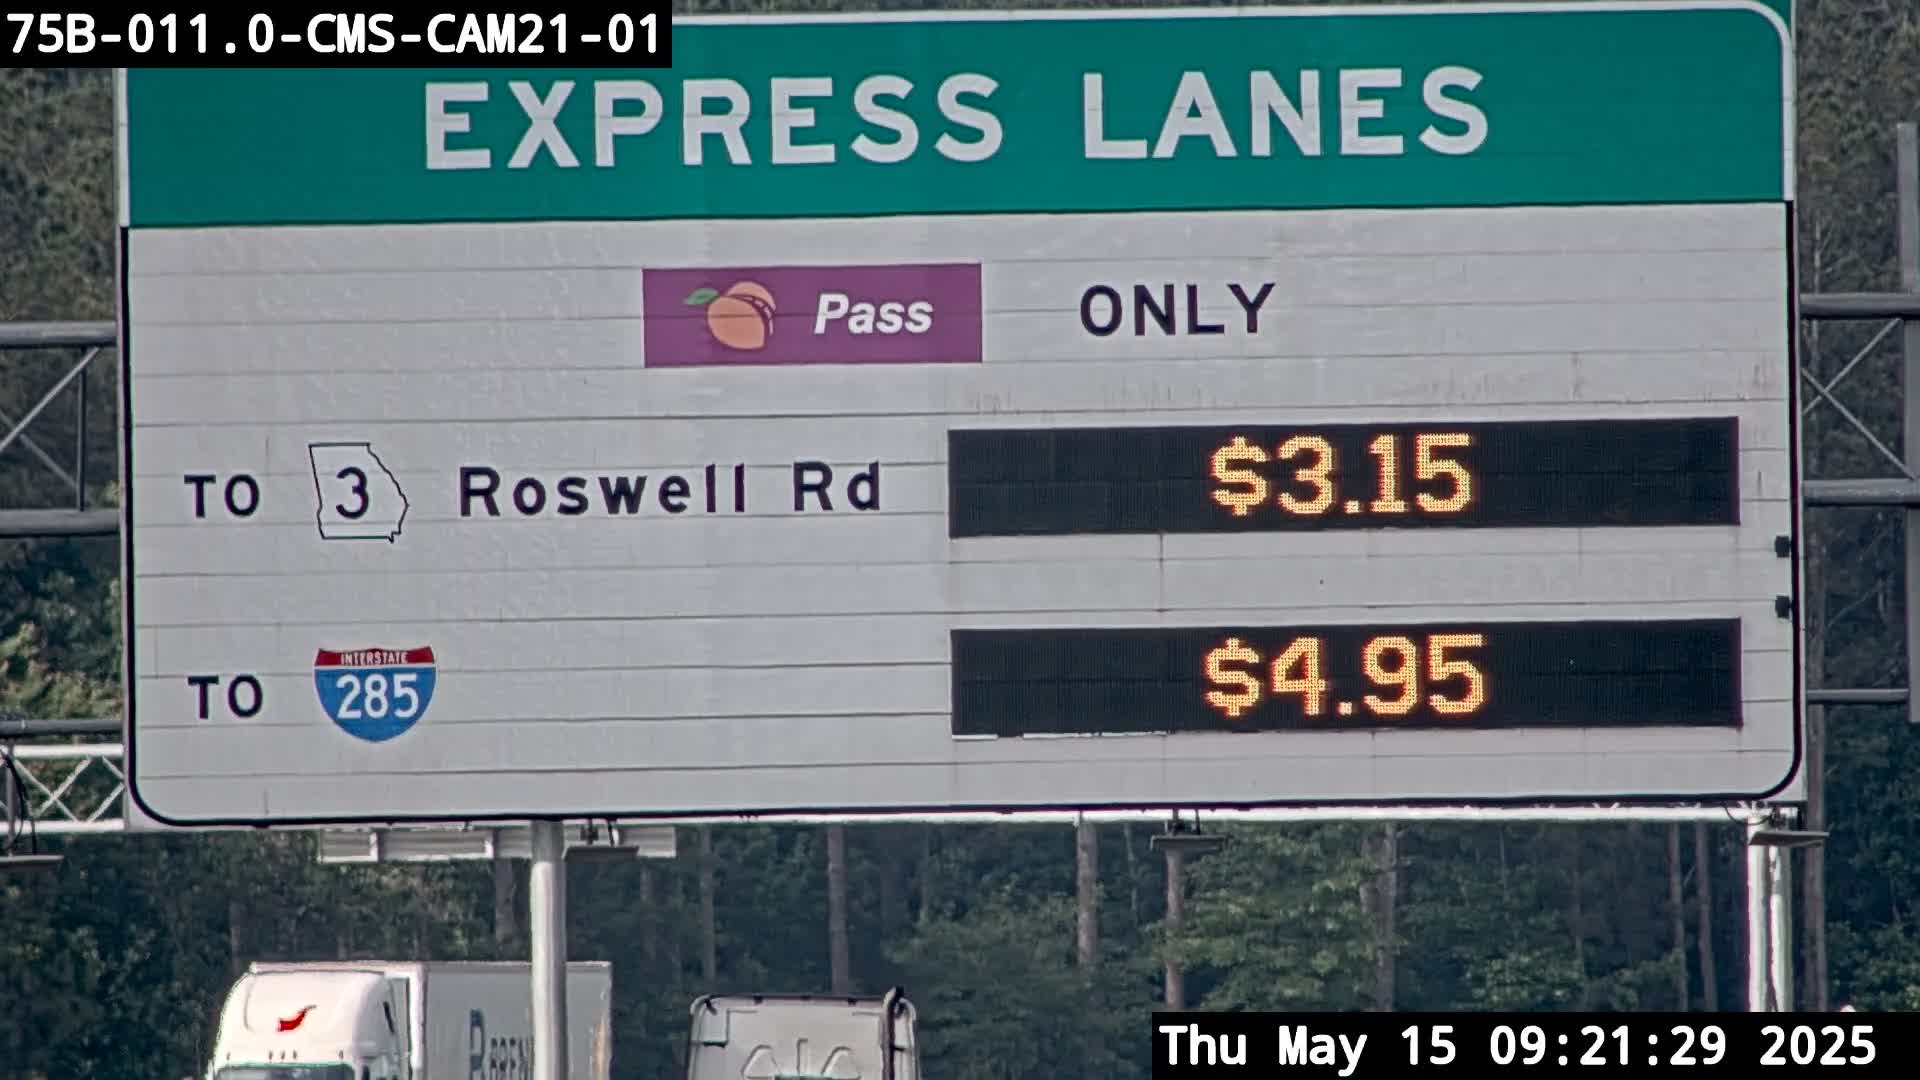 75B-011.0-CMS-CAM21-01
EXPRESS LANES
Pass ONLY
TO 3 Roswell Rd $3.15
INTERSTATE
TO 285 $4.95
Thu May 15 09:21:29 2025